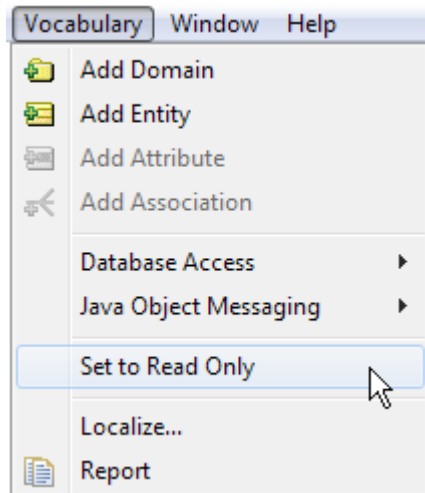 Vocabulary Window Help
Add Domain
Add Entity
Add Attribute
Add Association
Database Access
Java Object Messaging
Set to Read Only
Localize...
Report